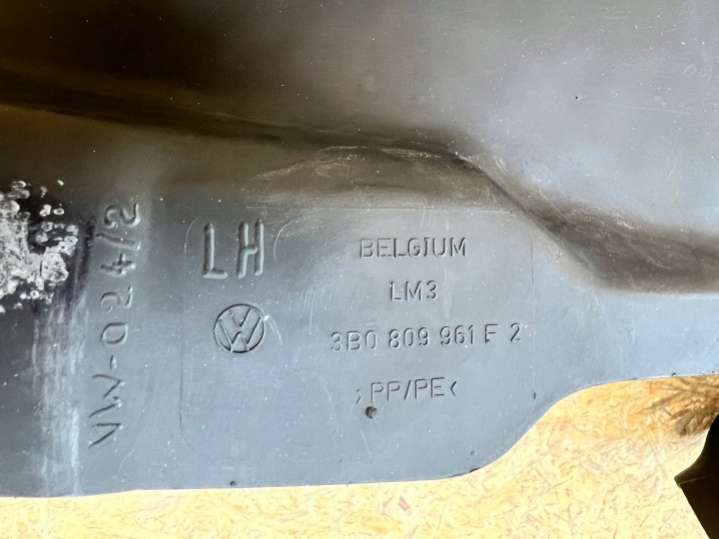 LH
BELGIUM
LM3
3B0 809 961 E 2
>PP/PE<
VW-024/2